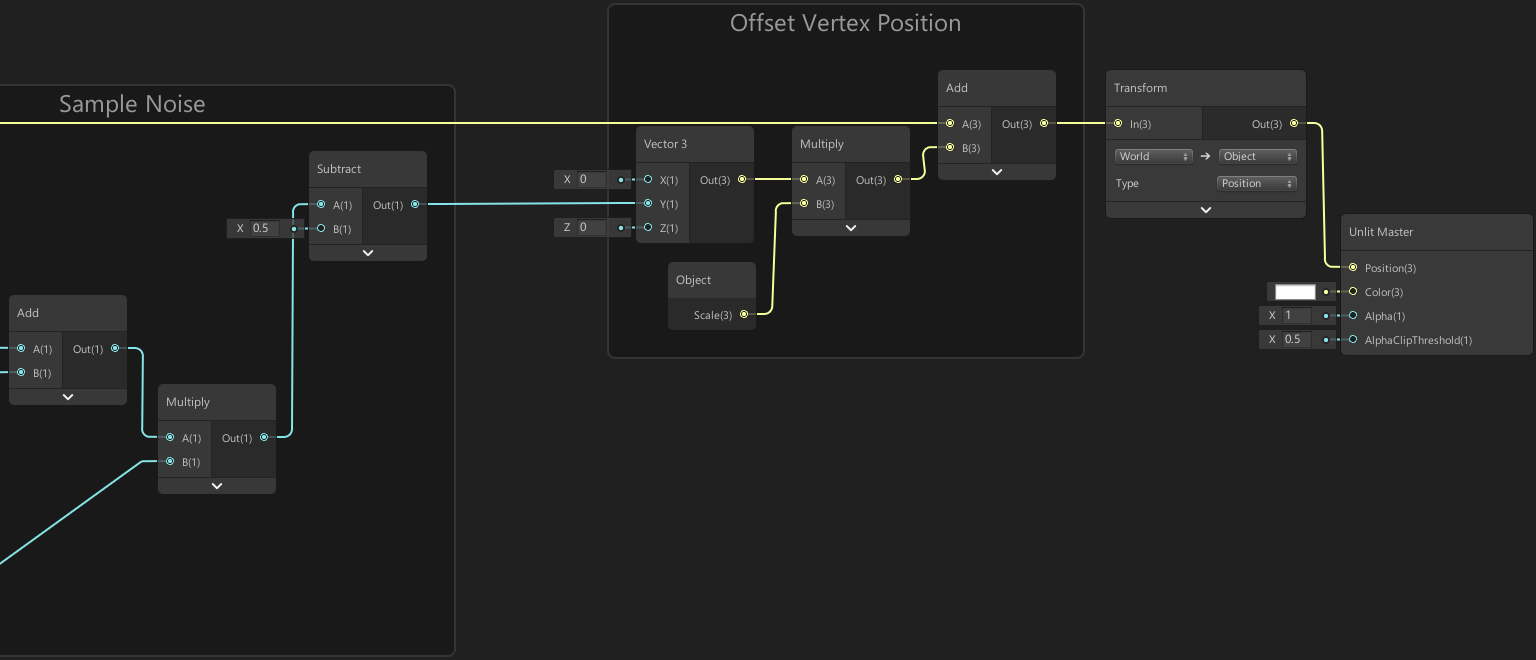 Offset Vertex Position
Sample Noise
Add
A(1) Out(1)
B(1)
Multiply
A(1) Out(1)
B(1)
Subtract
A(1) Out(1)
X 0.5 B(1)
Vector 3
X 0 X(1) Out(3)
Y(1)
Z 0 Z(1)
Object
Scale(3)
Multiply
A(3) Out(3)
B(3)
Add
A(3) Out(3)
B(3)
Transform
In(3) Out(3)
World Object
Type Position
Unlit Master
Position(3)
Color(3)
X 1 Alpha(1)
X 0.5 AlphaClipThreshold(1)